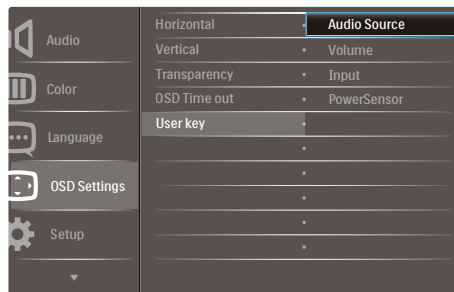 Audio
Color
Language
OSD Settings
Setup
Horizontal
Vertical
Transparency
OSD Time out
User key
Audio Source
Volume
Input
PowerSensor